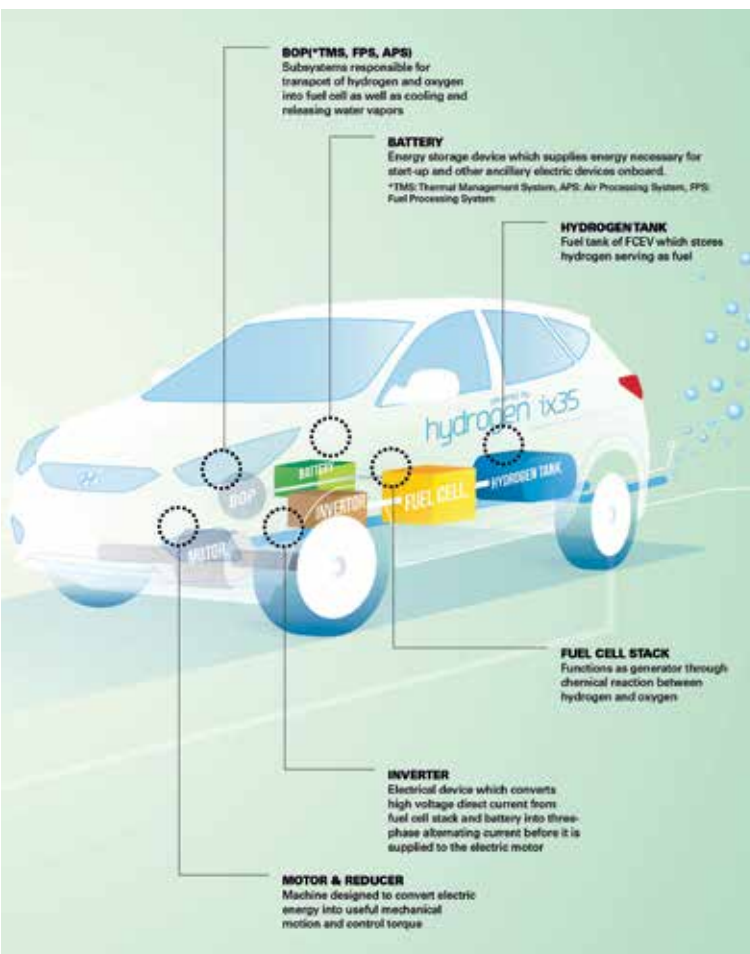 BOP(*TMS, FPS, APS)
Subsystems responsible for
transport of hydrogen and oxygen
into fuel cell as well as cooling and
releasing water vapors
BATTERY
Energy storage device which supplies energy necessary for
start-up and other ancillary electric devices onboard.
*TMS: Thermal Management System, APS: Air Processing System, FPS:
Fuel Processing System
HYDROGEN TANK
Fuel tank of FCEV which stores
hydrogen serving as fuel
powered by
hydrogen ix35
BATTERY
HYDROGEN TANK
BOP
INVERTOR
FUEL CELL
MOTOR
FUEL CELL STACK
Functions as generator through
chemical reaction between
hydrogen and oxygen
INVERTER
Electrical device which converts
high voltage direct current from
fuel cell stack and battery into three-
phase alternating current before it is
supplied to the electric motor
MOTOR & REDUCER
Machine designed to convert electric
energy into useful mechanical
motion and control torque